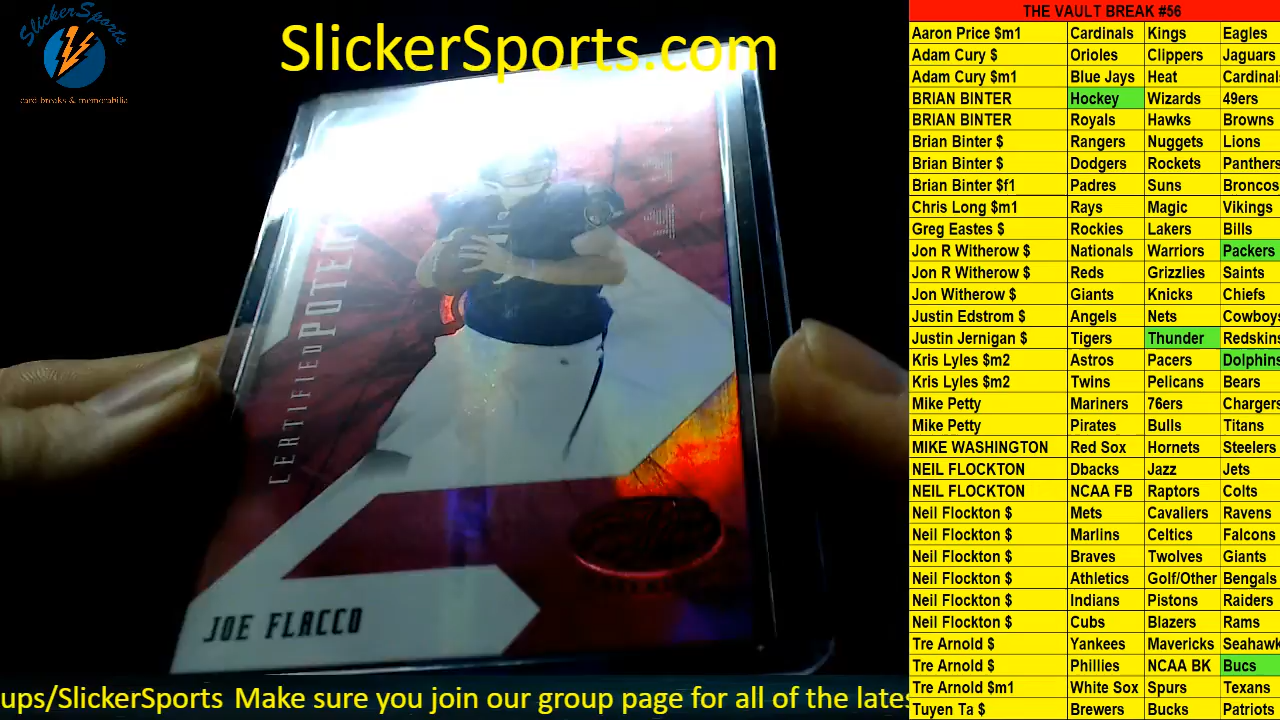 SlickerSports
card breaks & memorabilia
SlickerSports.com
CERTIFIED POTEN
JOE FLACCO
ups/SlickerSports Make sure you join our group page for all of the lates
THE VAULT BREAK #56
Aaron Price $m1 Cardinals Kings Eagles
Adam Cury $ Orioles Clippers Jaguars
Adam Cury $m1 Blue Jays Heat Cardinal
BRIAN BINTER Hockey Wizards 49ers
BRIAN BINTER Royals Hawks Browns
Brian Binter $ Rangers Nuggets Lions
Brian Binter $ Dodgers Rockets Panthers
Brian Binter $f1 Padres Suns Broncos
Chris Long $m1 Rays Magic Vikings
Greg Eastes $ Rockies Lakers Bills
Jon R Witherow $ Nationals Warriors Packers
Jon R Witherow $ Reds Grizzlies Saints
Jon Witherow $ Giants Knicks Chiefs
Justin Edstrom $ Angels Nets Cowboys
Justin Jernigan $ Tigers Thunder Redskins
Kris Lyles $m2 Astros Pacers Dolphins
Kris Lyles $m2 Twins Pelicans Bears
Mike Petty Mariners 76ers Chargers
Mike Petty Pirates Bulls Titans
MIKE WASHINGTON Red Sox Hornets Steelers
NEIL FLOCKTON Dbacks Jazz Jets
NEIL FLOCKTON NCAA FB Raptors Colts
Neil Flockton $ Mets Cavaliers Ravens
Neil Flockton $ Marlins Celtics Falcons
Neil Flockton $ Braves Twolves Giants
Neil Flockton $ Athletics Golf/Other Bengals
Neil Flockton $ Indians Pistons Raiders
Neil Flockton $ Cubs Blazers Rams
Tre Arnold $ Yankees Mavericks Seahawk
Tre Arnold $ Phillies NCAA BK Bucs
Tre Arnold $m1 White Sox Spurs Texans
Tuyen Ta $ Brewers Bucks Patriots